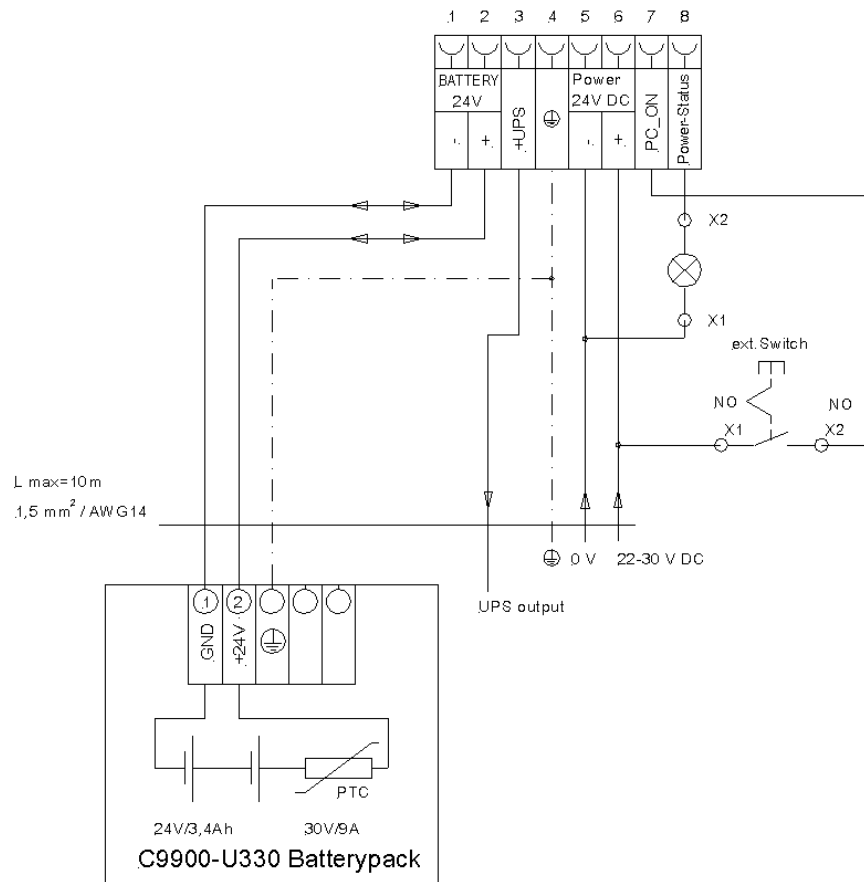 1 2 3 4 5 6 7 8
BATTERY
24V
- +
+UPS
Power
24V DC
- +
PC_ON
Power-Status
X2
X1
ext.Switch
NO NO
X1 X2
L max=10m
1,5 mm² / AWG14
0 V 22-30 V DC
UPS output
1 2
GND
+24V
PTC
24V/3,4Ah 30V/9A
C9900-U330 Batterypack